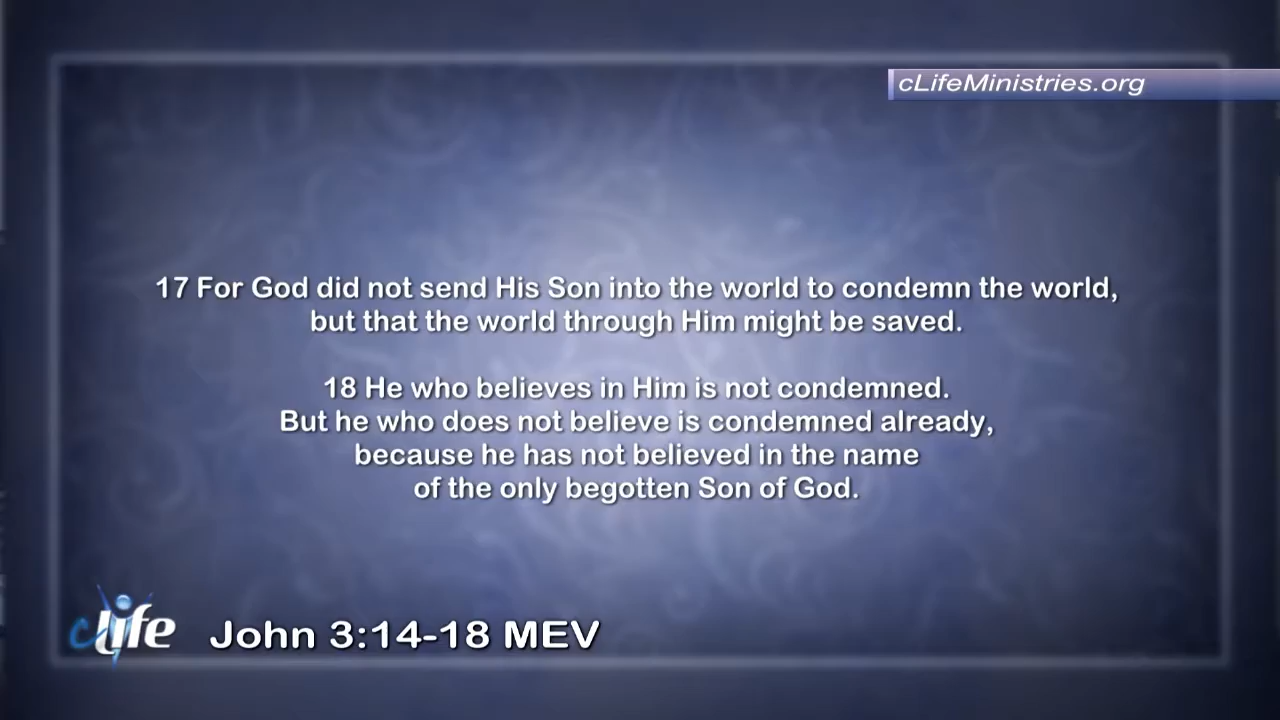 cLifeMinistries.org
17 For God did not send His Son into the world to condemn the world,
but that the world through Him might be saved.
18 He who believes in Him is not condemned.
But he who does not believe is condemned already,
because he has not believed in the name
of the only begotten Son of God.
cLife
John 3:14-18 MEV